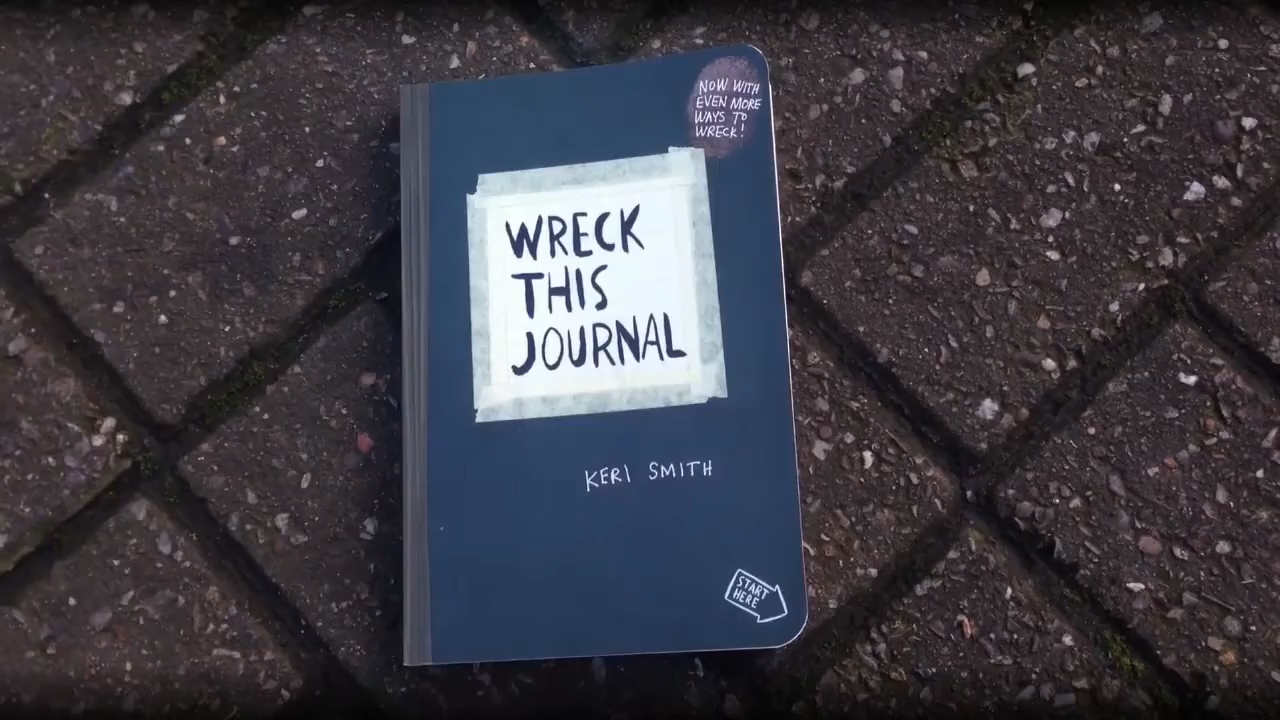 NOW WITH
EVEN MORE
WAYS TO
WRECK!
WRECK
THIS
JOURNAL
KERI SMITH
START
HERE